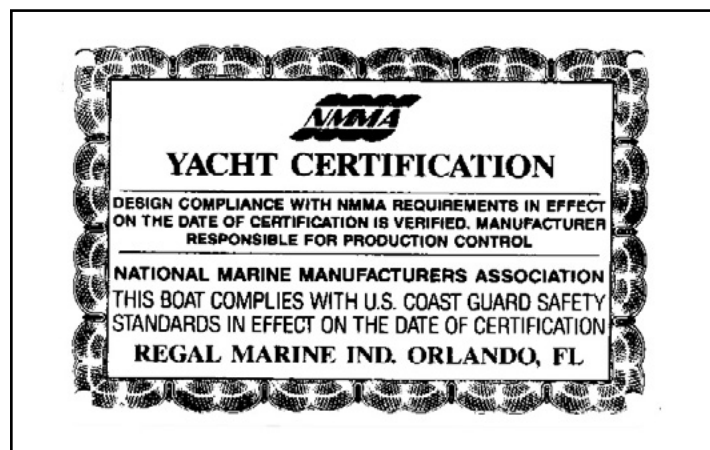 NMMA
YACHT CERTIFICATION
DESIGN COMPLIANCE WITH NMMA REQUIREMENTS IN EFFECT
ON THE DATE OF CERTIFICATION IS VERIFIED. MANUFACTURER
RESPONSIBLE FOR PRODUCTION CONTROL
NATIONAL MARINE MANUFACTURERS ASSOCIATION
THIS BOAT COMPLIES WITH U.S. COAST GUARD SAFETY
STANDARDS IN EFFECT ON THE DATE OF CERTIFICATION
REGAL MARINE IND. ORLANDO, FL